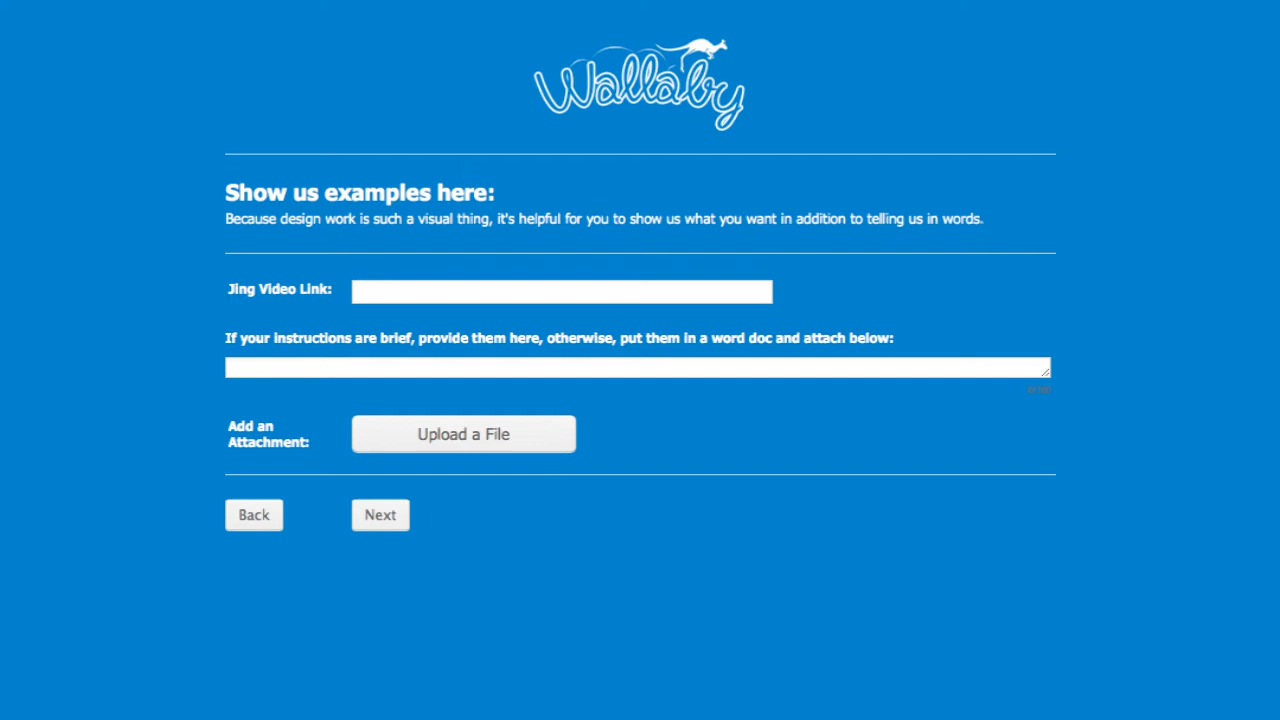 Wallaby
Show us examples here:
Because design work is such a visual thing, it's helpful for you to show us what you want in addition to telling us in words.
Jing Video Link:
If your instructions are brief, provide them here, otherwise, put them in a word doc and attach below:
Add an
Attachment:
Upload a File
Back
Next